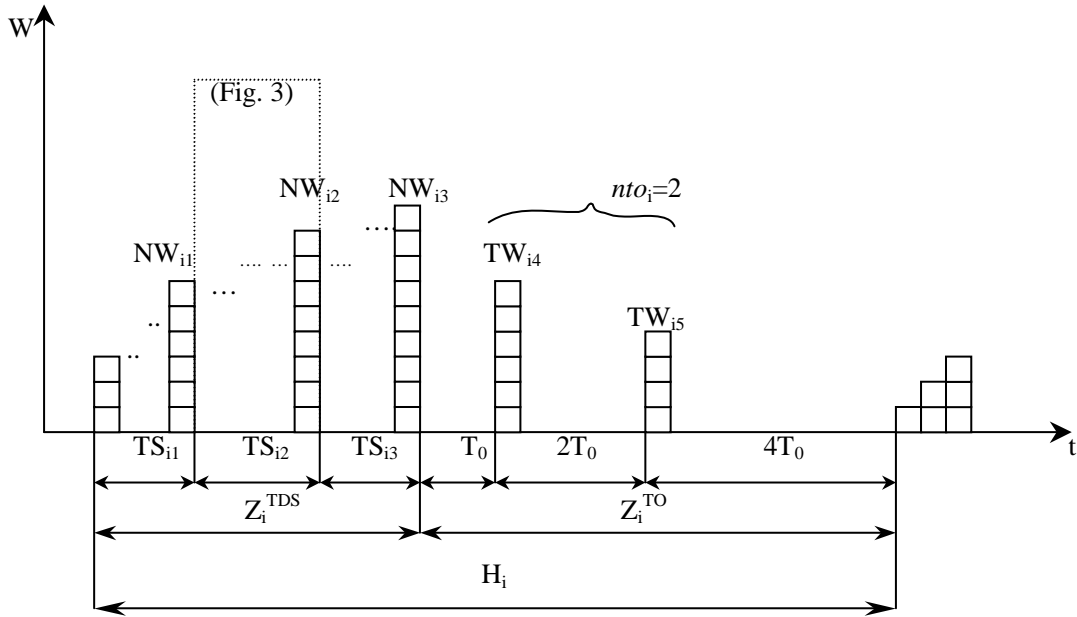 W
(Fig. 3)
NW_i2 NW_i3 nto_i=2
NW_i1 TW_i4
.... .... ... ....
...
.. TW_i5
..
TS_i1 TS_i2 TS_i3 T_0 2T_0 4T_0 t
Z_i^TDS Z_i^TO
H_i